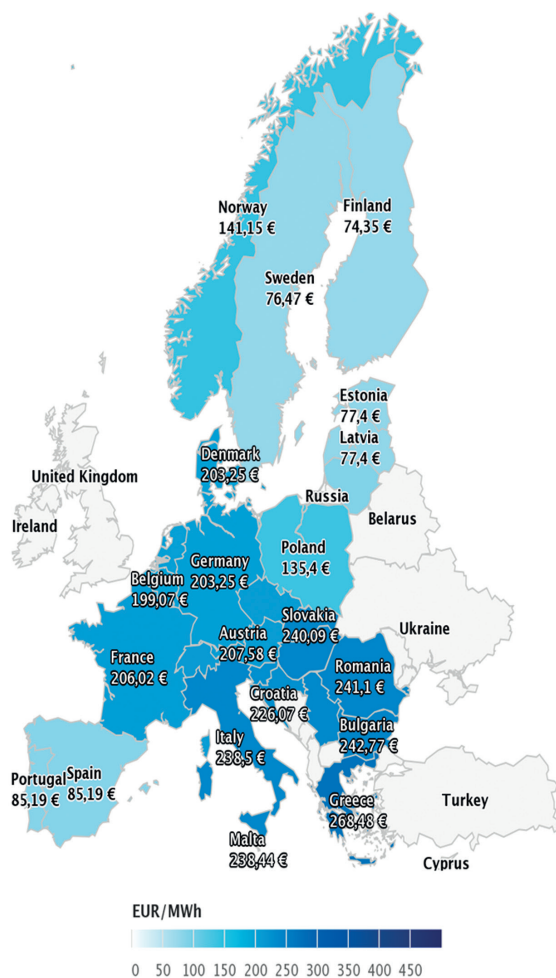 Norway
141,15 €
Finland
74,35 €
Sweden
76,47 €
Estonia
77,4 €
Latvia
77,4 €
Denmark
203,25 €
United Kingdom
Russia
Ireland
Belarus
Poland
135,4 €
Germany
203,25 €
Belgium
199,07 €
Slovakia
240,09 €
Ukraine
Austria
207,58 €
France
206,02 €
Romania
241,1 €
Croatia
226,07 €
Bulgaria
242,77 €
Italy
238,5 €
Portugal
85,19 €
Spain
85,19 €
Greece
268,48 €
Turkey
Malta
238,44 €
Cyprus
EUR/MWh
0 50 100 150 200 250 300 350 400 450